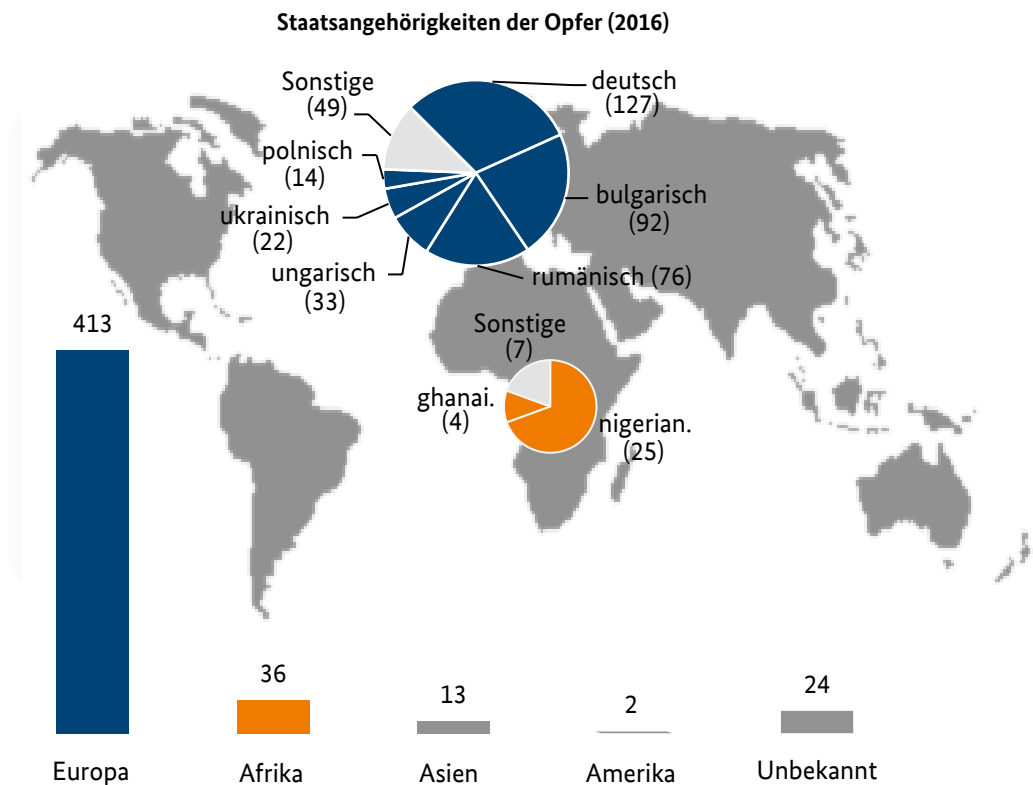 Staatsangehörigkeiten der Opfer (2016)
Sonstige
(49)
deutsch
(127)
polnisch
(14)
bulgarisch
(92)
ukrainisch
(22)
ungarisch
(33)
rumänisch (76)
Sonstige
(7)
ghanai.
(4)
nigerian.
(25)
413
36
13
2
24
Europa
Afrika
Asien
Amerika
Unbekannt